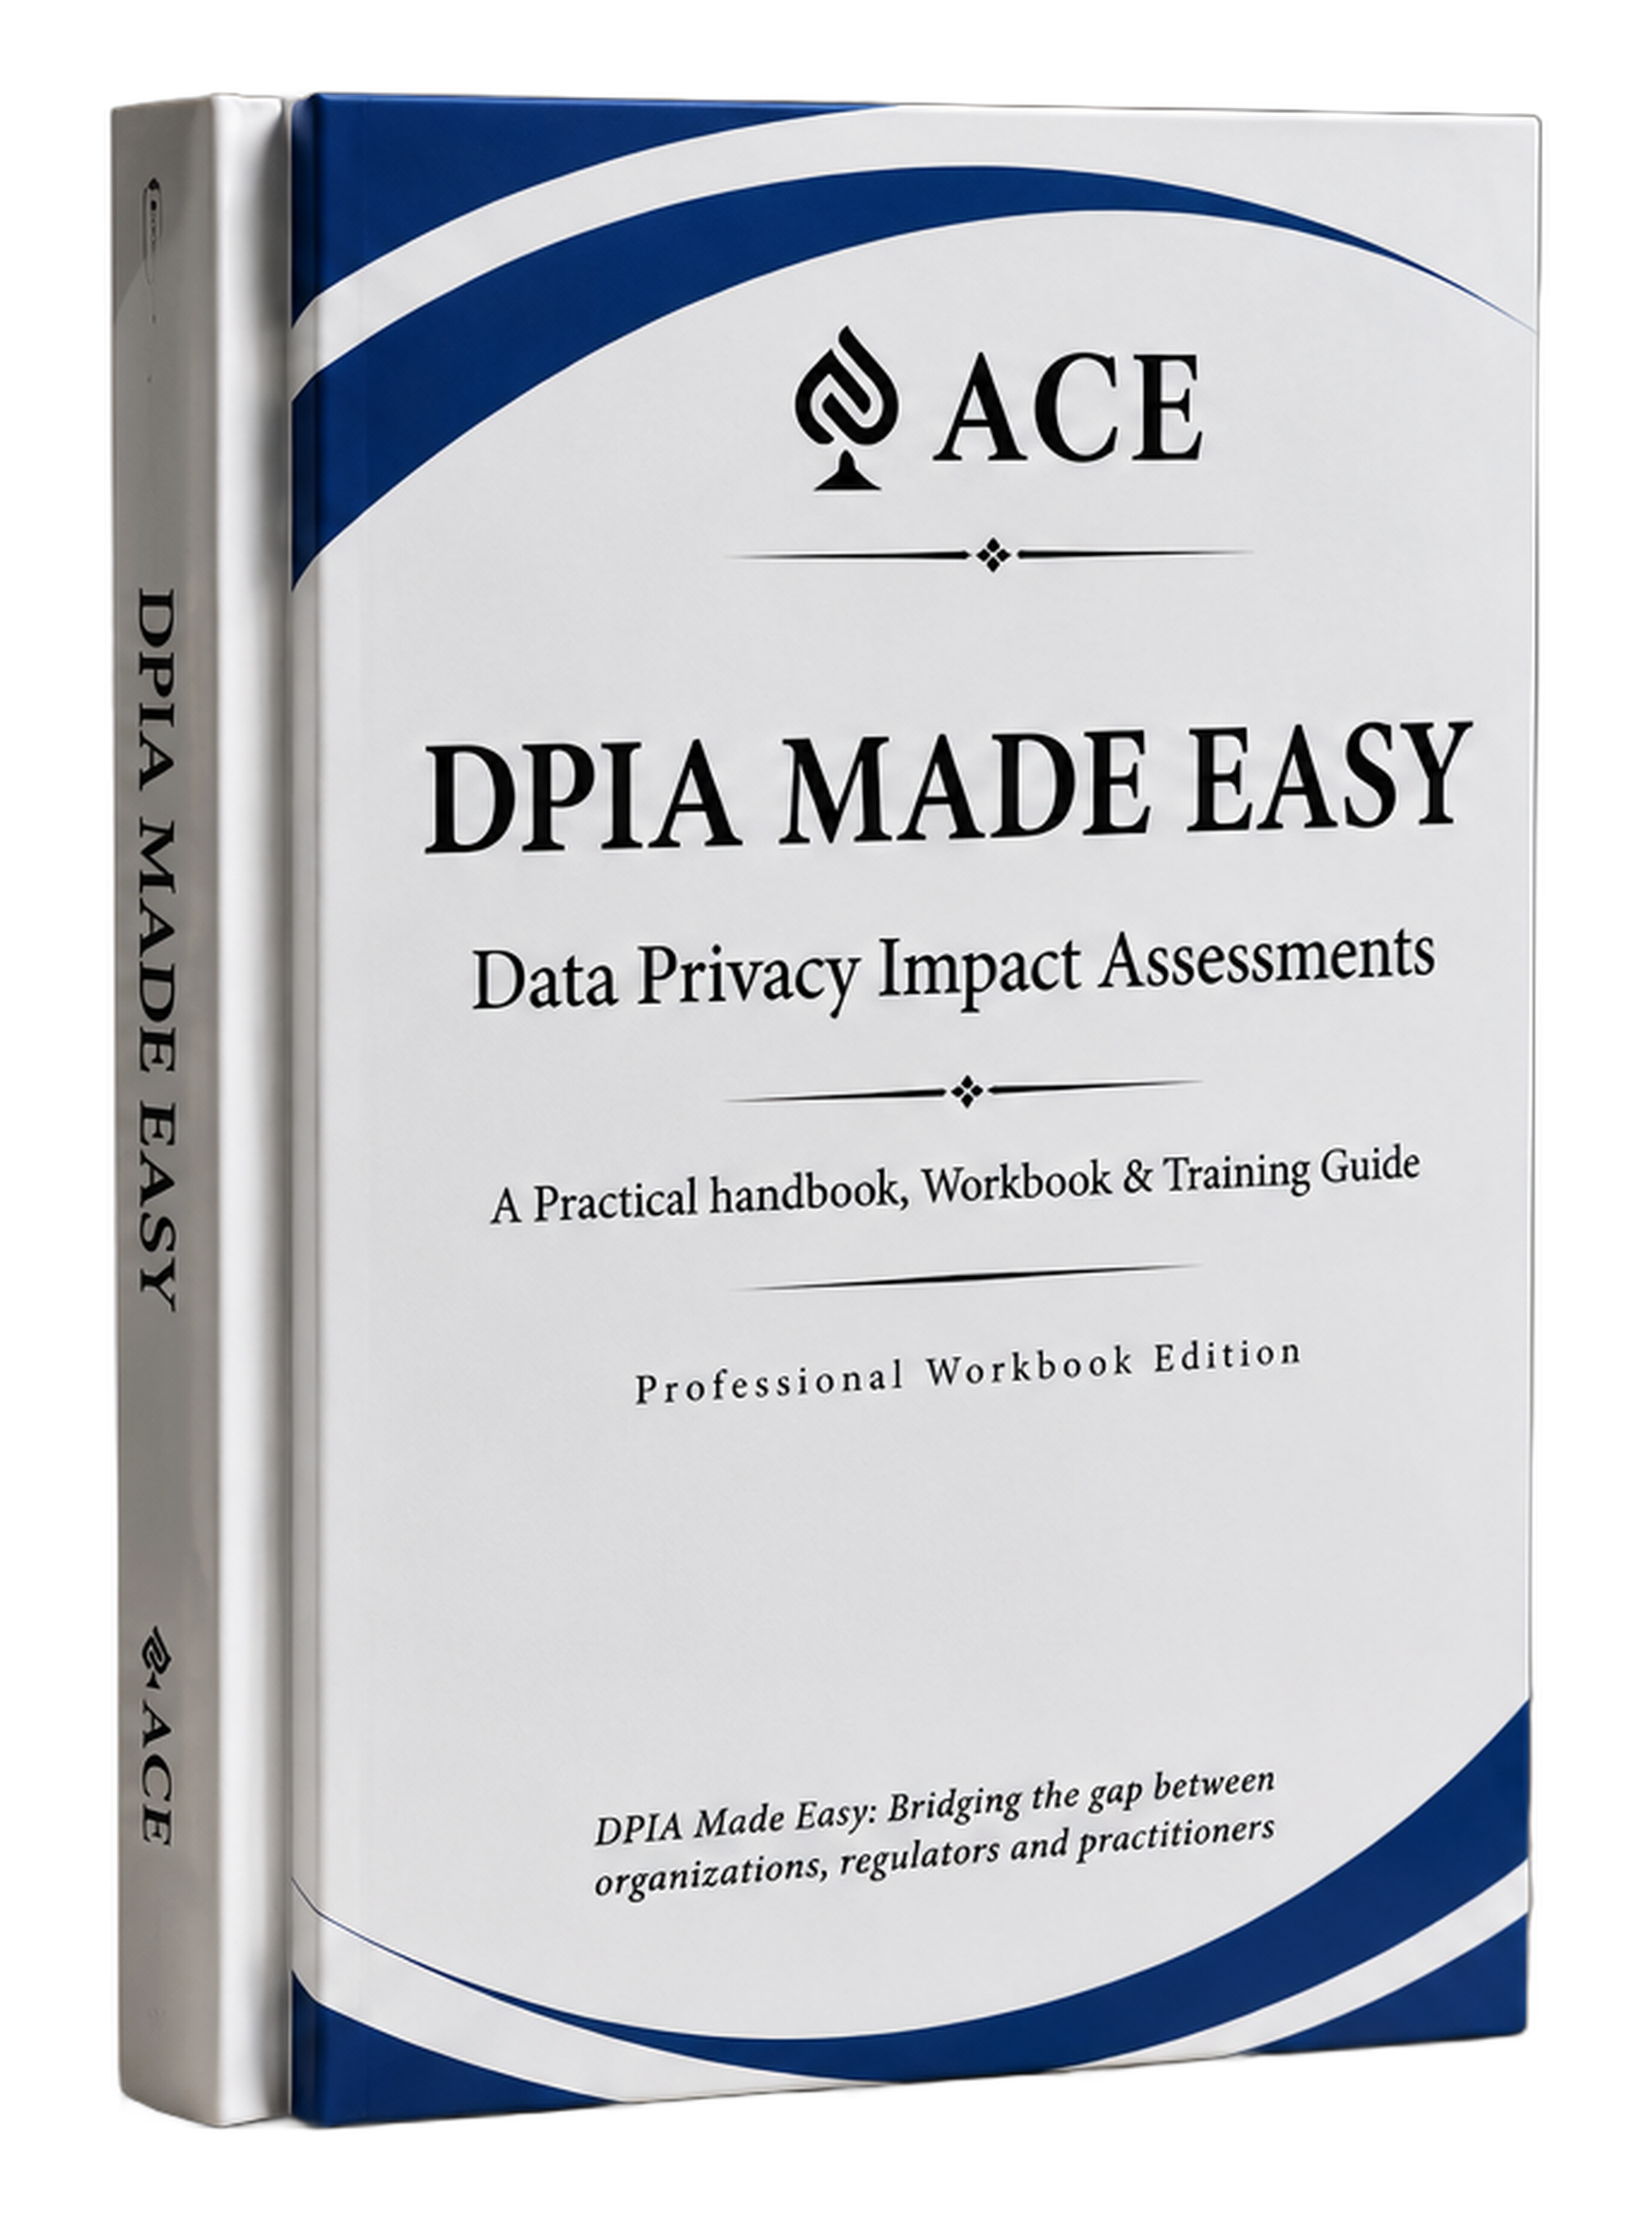 ACE
DPIA MADE EASY
Data Privacy Impact Assessments
A Practical handbook, Workbook & Training Guide
Professional Workbook Edition
DPIA Made Easy: Bridging the gap between
organizations, regulators and practitioners
DPIA MADE EASY
ACE